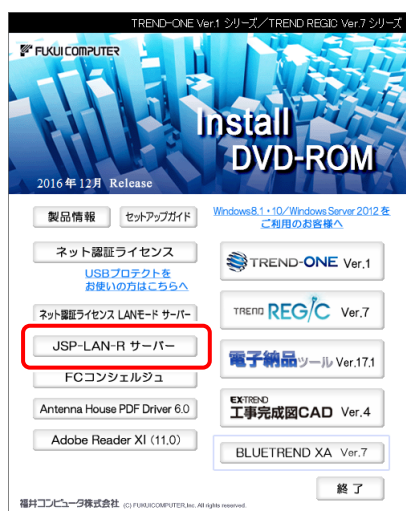 TREND-ONE Ver.1 シリーズ／TREND REGIC Ver.7 シリーズ
FUKUI COMPUTER
Install
DVD-ROM
2016年12月 Release
製品情報
セットアップガイド
Windows8.1・10／Windows Server 2012 を
ご利用のお客様へ
ネット認証ライセンス
USBプロテクトを
お使いの方はこちらへ
ネット認証ライセンス LANモード サーバー
JSP-LAN-R サーバー
FCコンシェルジュ
Antenna House PDF Driver 6.0
Adobe Reader XI (11.0)
TREND-ONE Ver.1
TREND REGIC Ver.7
電子納品ツール Ver.17.1
EX-TREND
工事完成図CAD Ver.4
BLUETREND XA Ver.7
終了
福井コンピュータ株式会社 (C) FUKUICOMPUTER,Inc. All rights reserved.